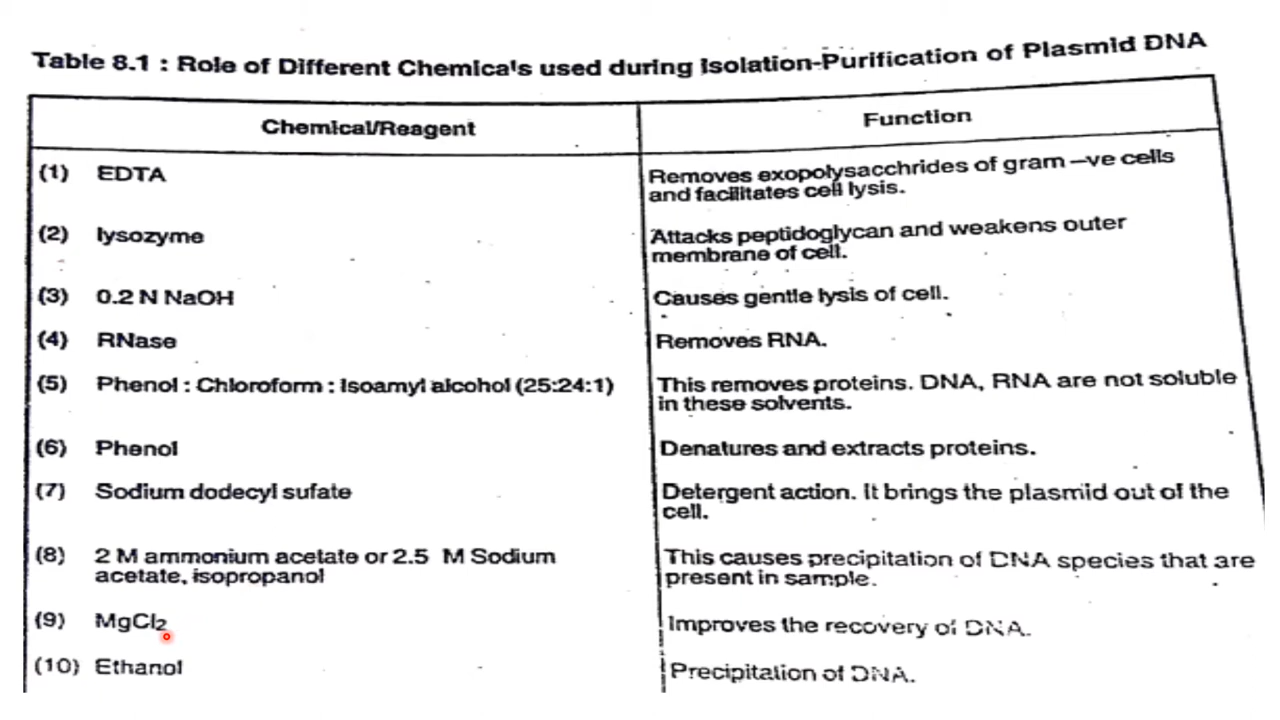 Table 8.1 : Role of Different Chemica's used during Isolation-Purification of Plasmid DNA
Chemical/Reagent Function
(1) EDTA Removes exopolysacchrides of gram –ve cells
and facilitates cell lysis.
(2) lysozyme Attacks peptidoglycan and weakens outer
membrane of cell.
(3) 0.2 N NaOH Causes gentle lysis of cell.
(4) RNase Removes RNA.
(5) Phenol : Chloroform : Isoamyl alcohol (25:24:1) This removes proteins. DNA, RNA are not soluble
in these solvents.
(6) Phenol Denatures and extracts proteins.
(7) Sodium dodecyl sufate Detergent action. It brings the plasmid out of the
cell.
(8) 2 M ammonium acetate or 2.5 M Sodium This causes precipitation of DNA species that are
acetate, isopropanol present in sample.
(9) MgCl2 Improves the recovery of DNA.
(10) Ethanol Precipitation of DNA.